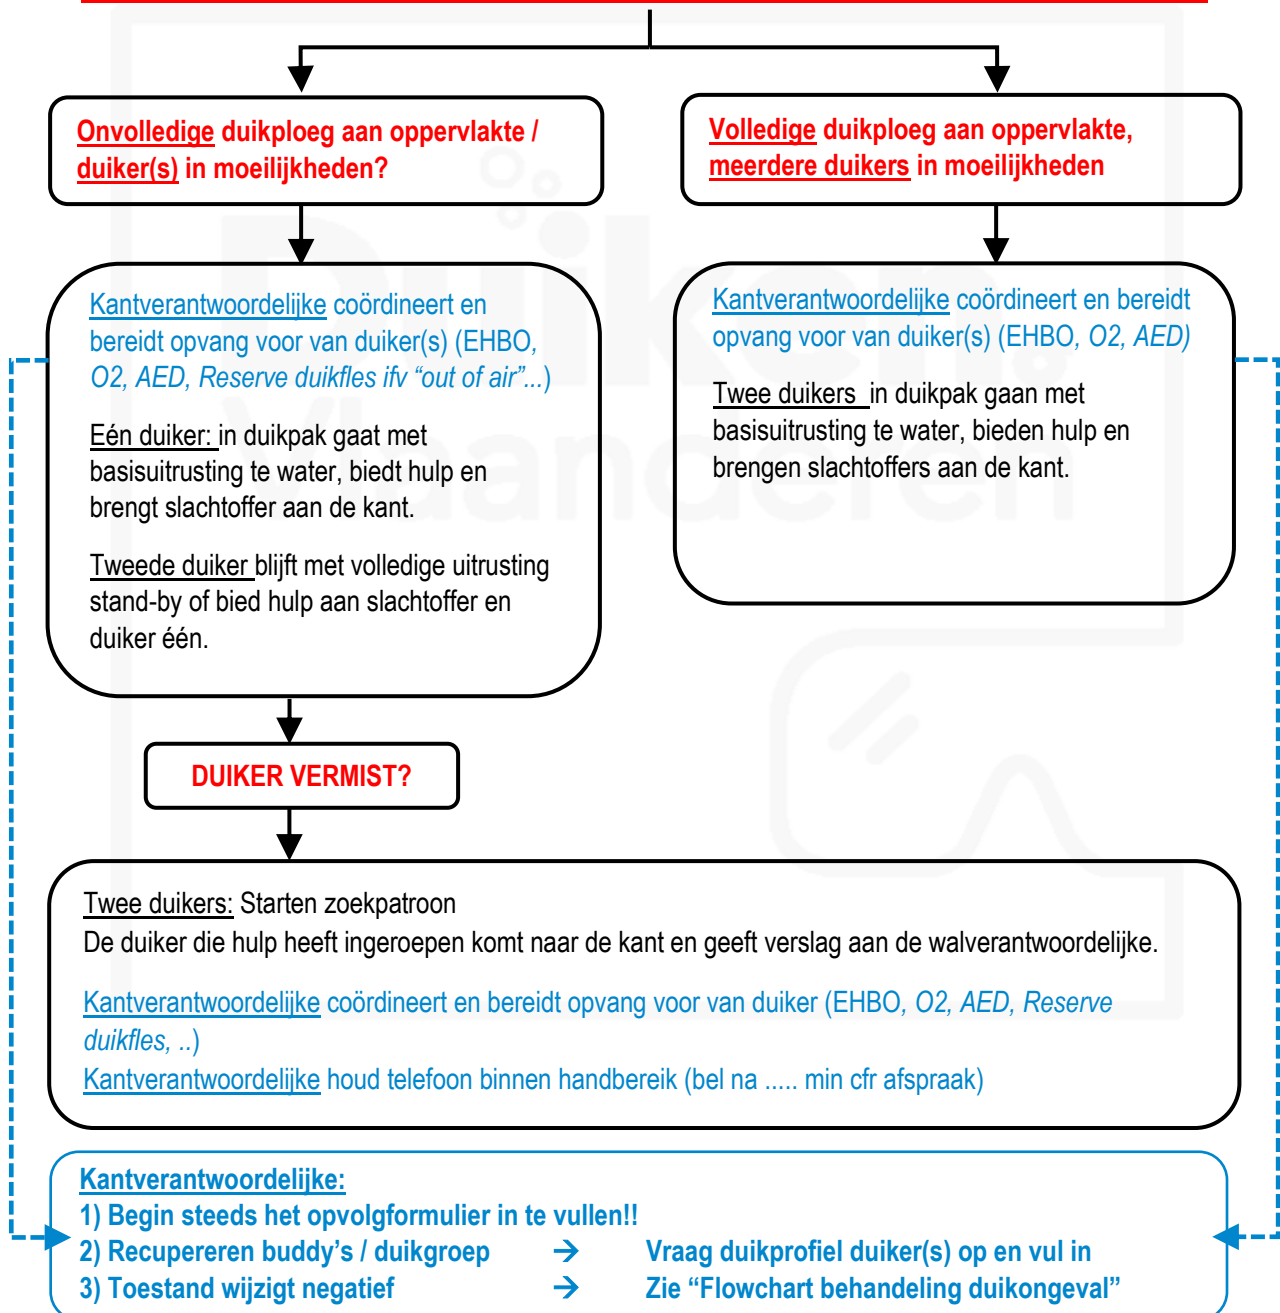 Onvolledige duikploeg aan oppervlakte /
duiker(s) in moeilijkheden?
Volledige duikploeg aan oppervlakte,
meerdere duikers in moeilijkheden
Kantverantwoordelijke coördineert en
bereidt opvang voor van duiker(s) (EHBO,
O2, AED, Reserve duikfles ifv “out of air”...)
Eén duiker: in duikpak gaat met
basisuitrusting te water, biedt hulp en
brengt slachtoffer aan de kant.
Tweede duiker blijft met volledige uitrusting
stand-by of bied hulp aan slachtoffer en
duiker één.
Kantverantwoordelijke coördineert en bereidt
opvang voor van duiker(s) (EHBO, O2, AED)
Twee duikers in duikpak gaan met
basisuitrusting te water, bieden hulp en
brengen slachtoffers aan de kant.
DUIKER VERMIST?
Twee duikers: Starten zoekpatroon
De duiker die hulp heeft ingeroepen komt naar de kant en geeft verslag aan de walverantwoordelijke.
Kantverantwoordelijke coördineert en bereidt opvang voor van duiker (EHBO, O2, AED, Reserve
duikfles, ..)
Kantverantwoordelijke houd telefoon binnen handbereik (bel na ..... min cfr afspraak)
Kantverantwoordelijke:
1) Begin steeds het opvolgformulier in te vullen!!
2) Recupereren buddy’s / duikgroep → Vraag duikprofiel duiker(s) op en vul in
3) Toestand wijzigt negatief → Zie “Flowchart behandeling duikongeval”
Duiken
Vlaanderen